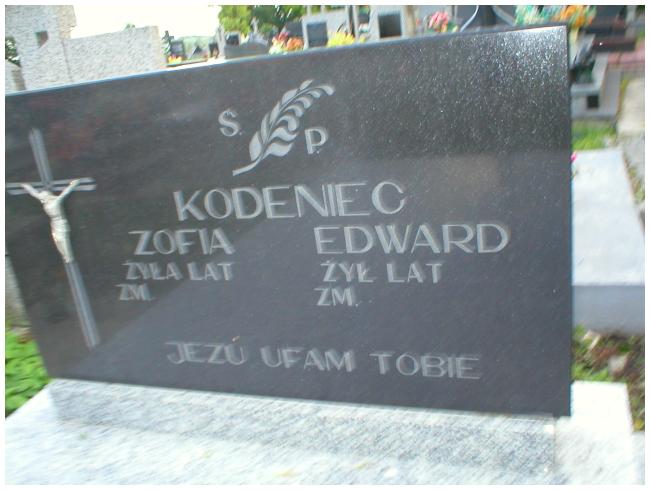 Ś. P.
KODENIEC
ZOFIA EDWARD
ŻYŁA LAT ŻYŁ LAT
ZM. ZM.
JEZU UFAM TOBIE